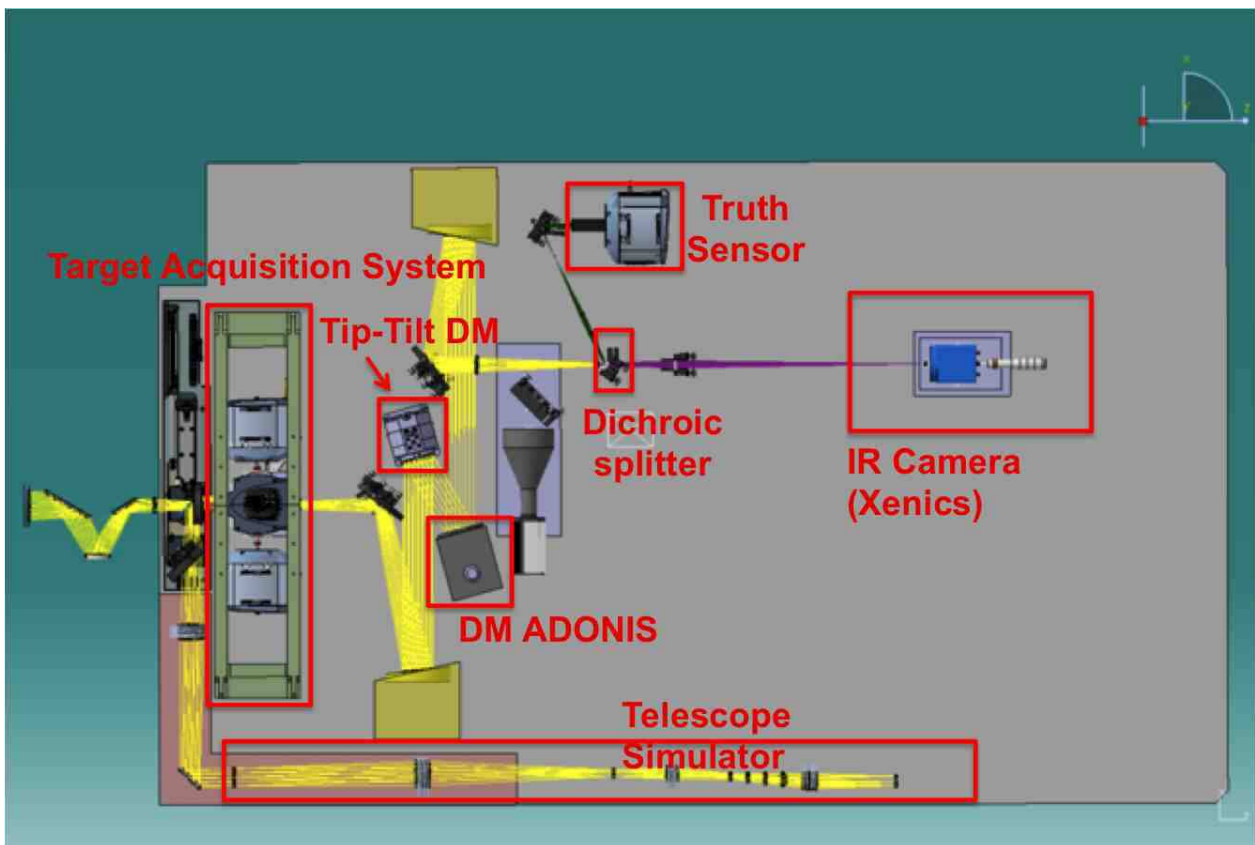 Truth
Sensor
Target Acquisition System
Tip-Tilt DM
Dichroic
splitter
IR Camera
(Xenics)
DM ADONIS
Telescope
Simulator